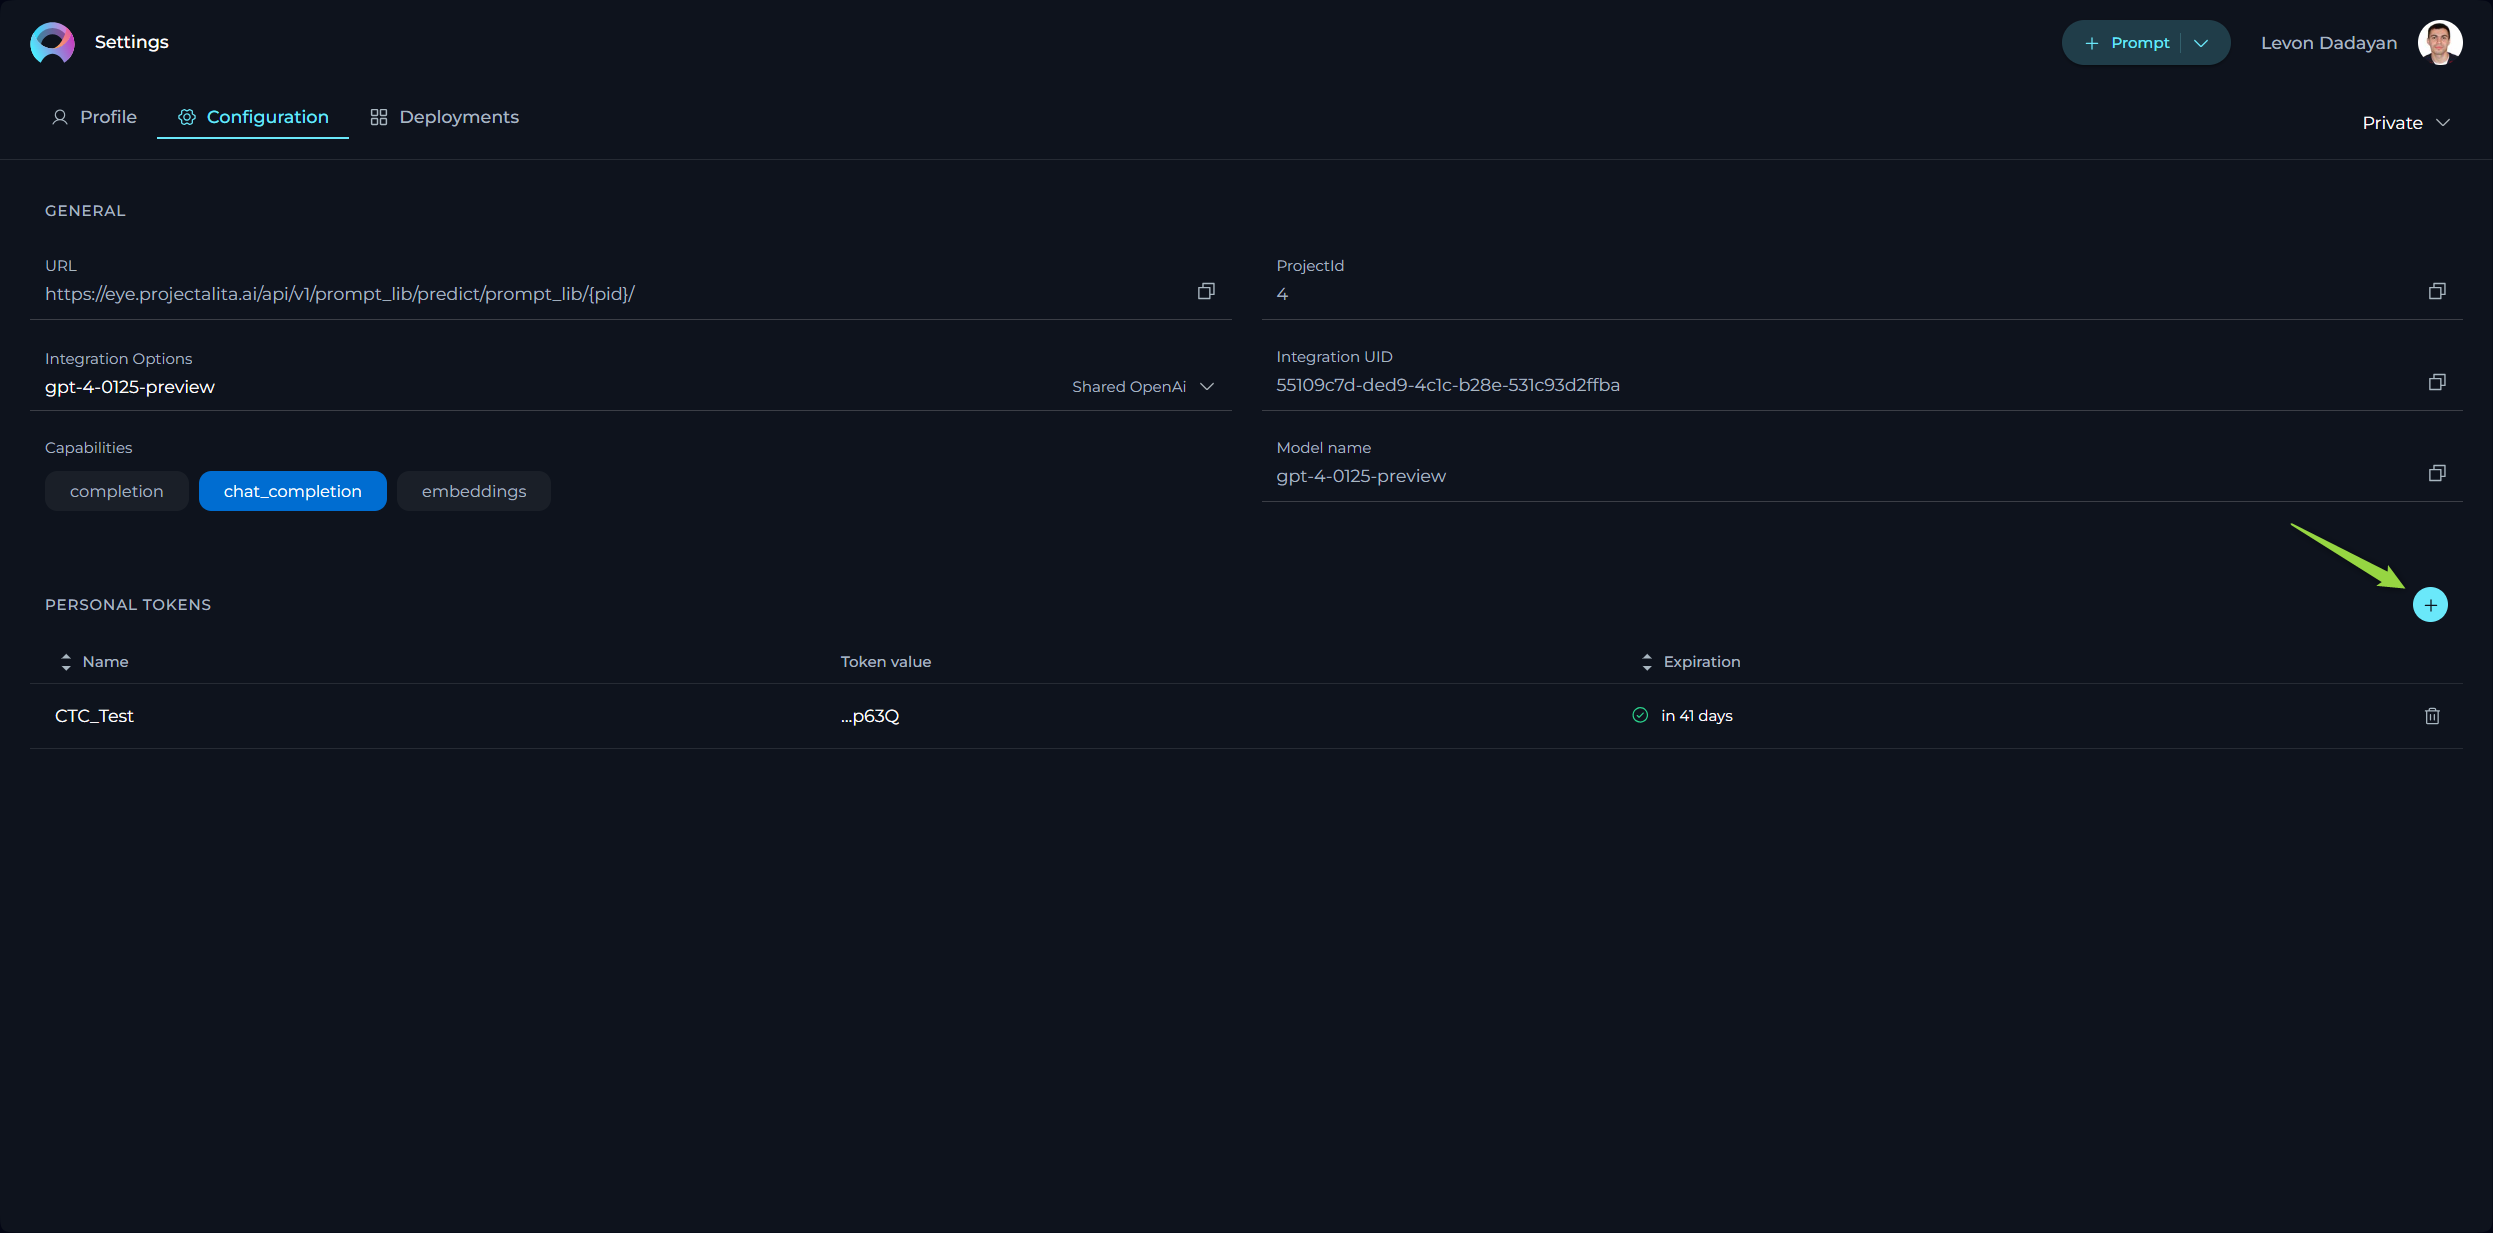 Settings
Prompt
Levon Dadayan
Profile
Configuration
Deployments
Private
GENERAL
URL
https://eye.projectalita.ai/api/v1/prompt_lib/predict/prompt_lib/{pid}/
ProjectId
4
Integration Options
gpt-4-0125-preview
Shared OpenAi
Integration UID
55109c7d-ded9-4c1c-b28e-531c93d2ffba
Capabilities
completion
chat_completion
embeddings
Model name
gpt-4-0125-preview
PERSONAL TOKENS
Name
Token value
Expiration
CTC_Test
...p63Q
in 41 days